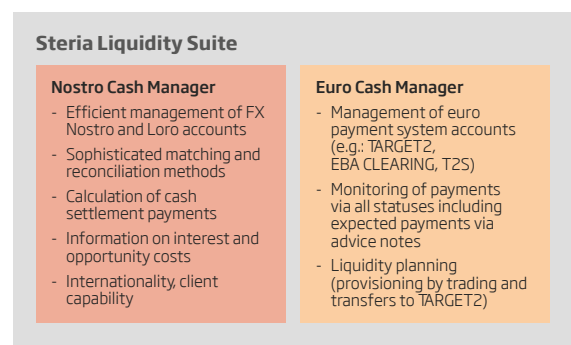 Steria Liquidity Suite
Nostro Cash Manager
- Efficient management of FX
Nostro and Loro accounts
- Sophisticated matching and
reconciliation methods
- Calculation of cash
settlement payments
- Information on interest and
opportunity costs
- Internationality, client
capability
Euro Cash Manager
- Management of euro
payment system accounts
(e.g.: TARGET2,
EBA CLEARING, T2S)
- Monitoring of payments
via all statuses including
expected payments via
advice notes
- Liquidity planning
(provisioning by trading and
transfers to TARGET2)